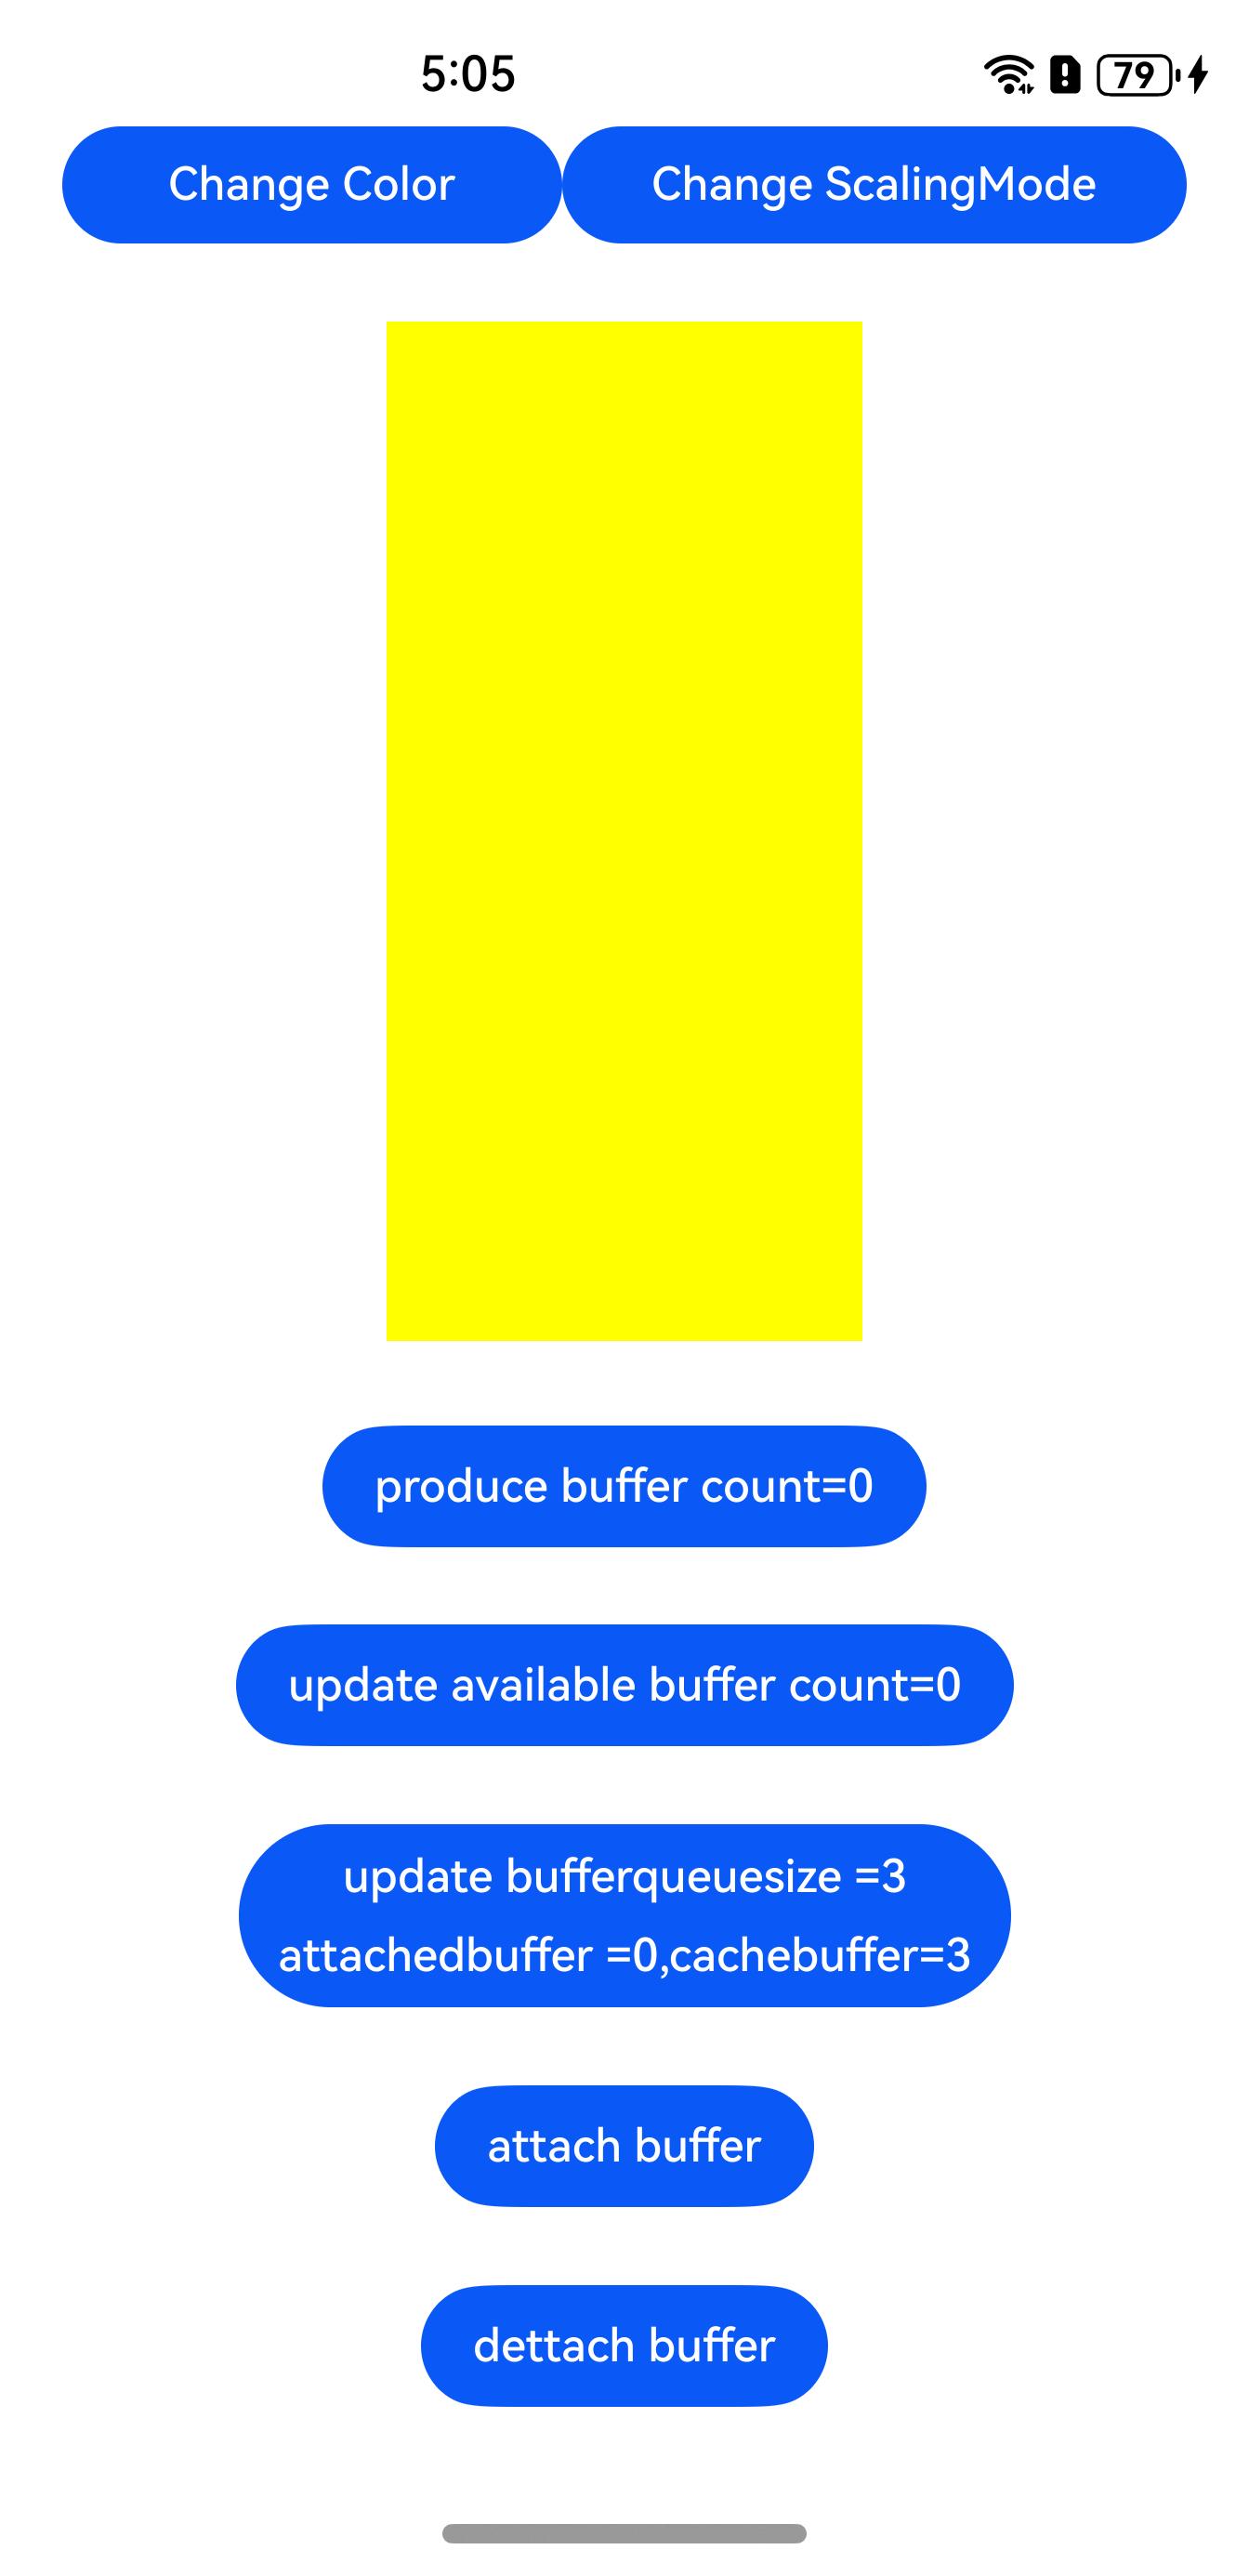 5:05
79
Change Color
Change ScalingMode
produce buffer count=0
update available buffer count=0
update bufferqueuesize =3
attachedbuffer =0,cachebuffer=3
attach buffer
dettach buffer